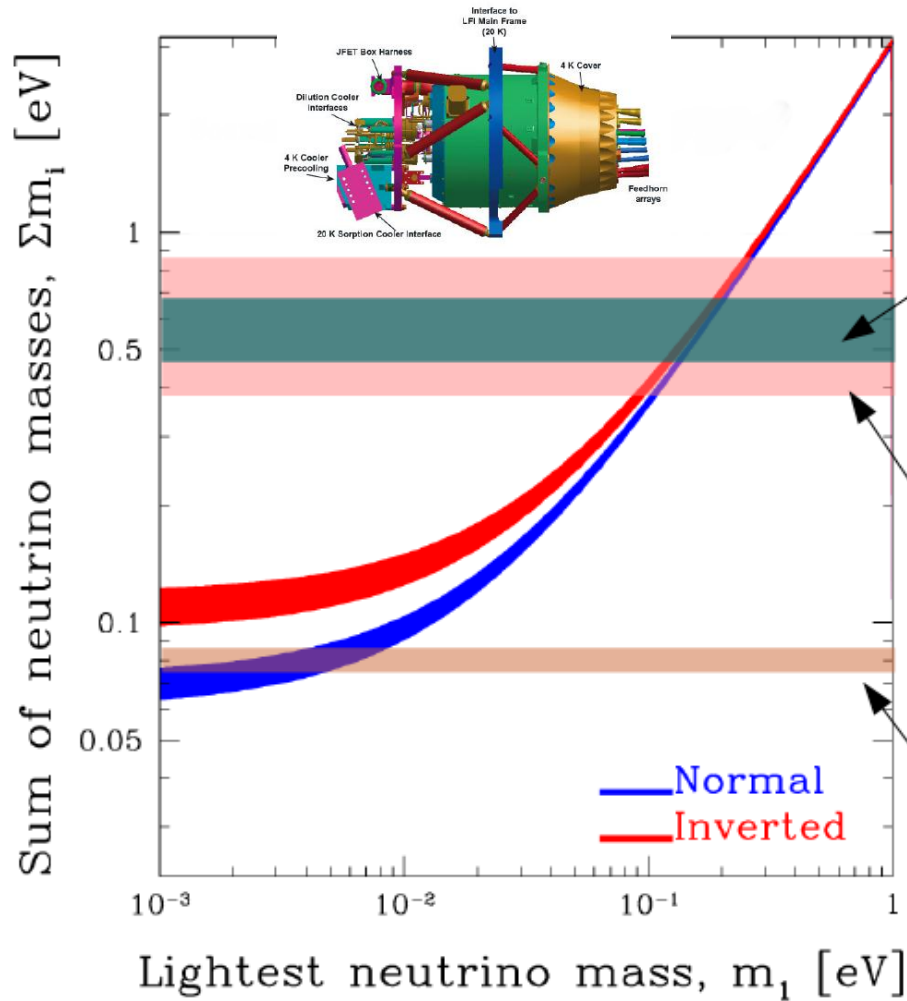 Interface to
LFI Main Frame
(20 K)
JFET Box Harness
4 K Cover
Dilution Cooler
Interfaces
4 K Cooler
Precooling
Feedhorn
arrays
20 K Sorption Cooler Interface
Sum of neutrino masses, Σmᵢ [eV]
1
0.5
0.1
0.05
Normal
Inverted
10⁻³ 10⁻² 10⁻¹ 1
Lightest neutrino mass, m₁ [eV]